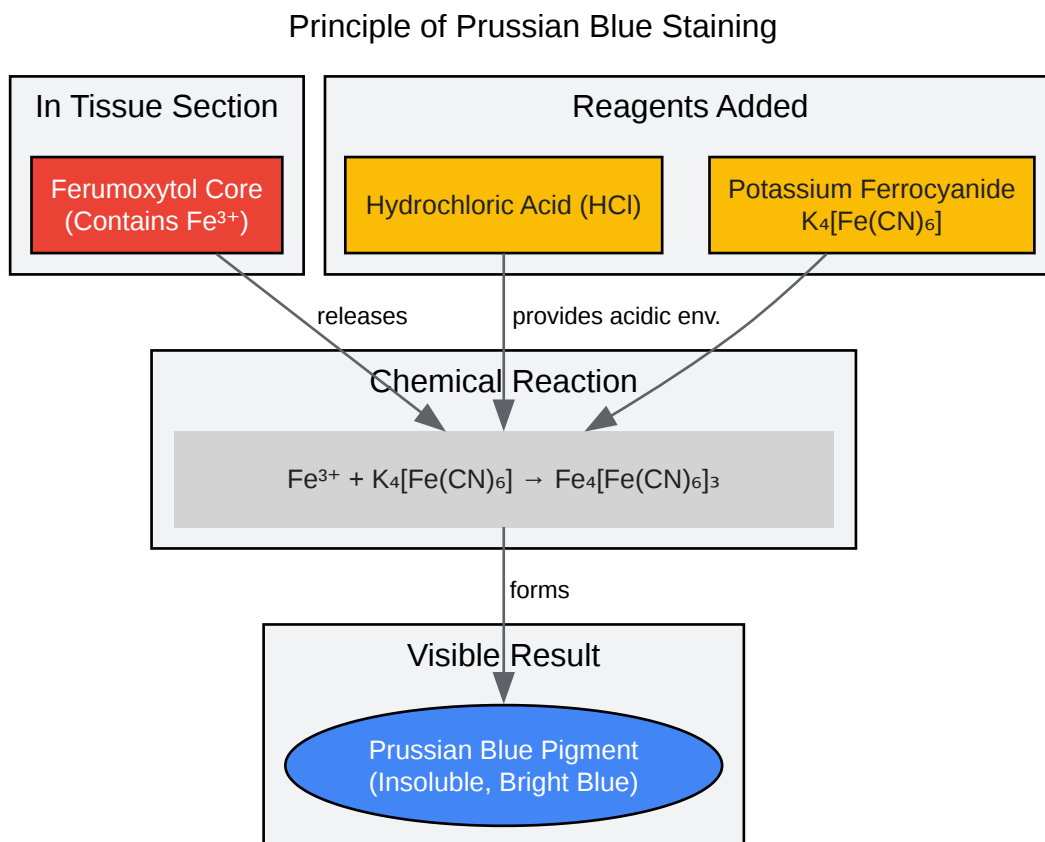 Principle of Prussian Blue Staining
In Tissue Section
Reagents Added
Ferumoxytol Core
(Contains Fe³⁺)
Hydrochloric Acid (HCl)
Potassium Ferrocyanide
K₄[Fe(CN)₆]
releases
provides acidic env.
Chemical Reaction
Fe³⁺ + K₄[Fe(CN)₆] → Fe₄[Fe(CN)₆]₃
forms
Visible Result
Prussian Blue Pigment
(Insoluble, Bright Blue)